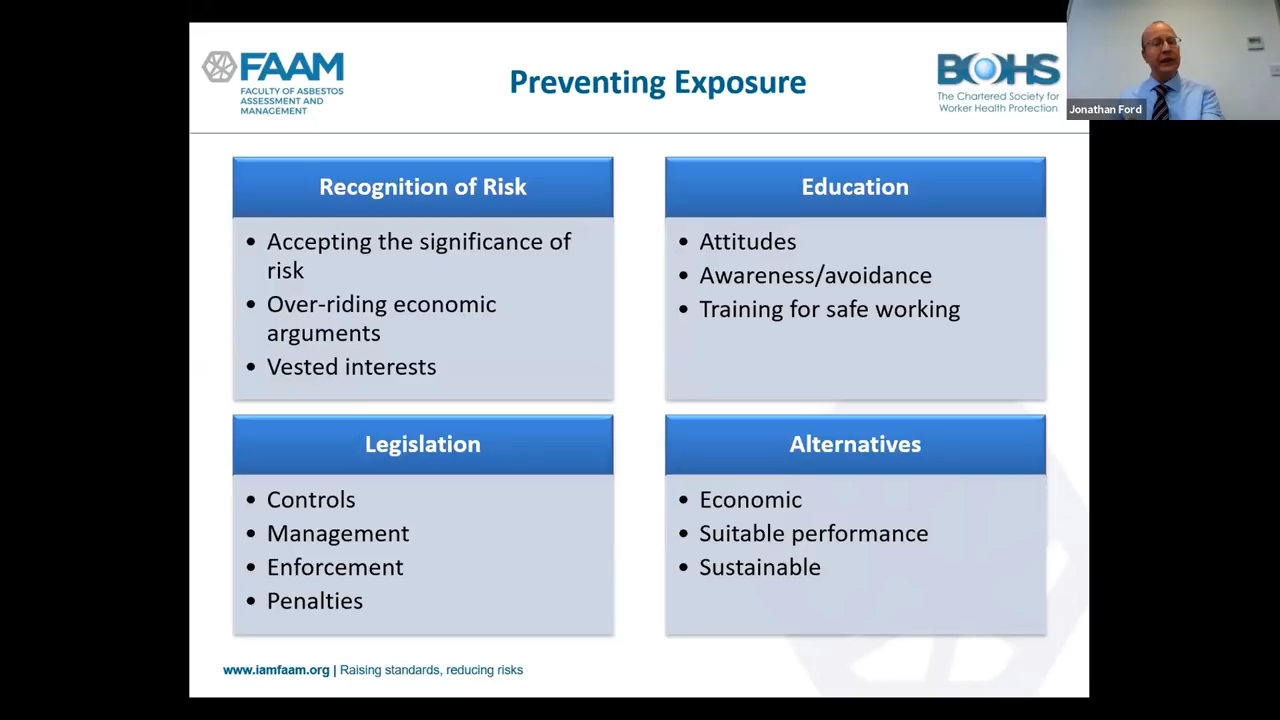 FAAM
FACULTY OF ASBESTOS
ASSESSMENT AND
MANAGEMENT
Preventing Exposure
BOHS
The Chartered Society for
Worker Health Protection
Jonathan Ford
Recognition of Risk
• Accepting the significance of
risk
• Over-riding economic
arguments
• Vested interests
Education
• Attitudes
• Awareness/avoidance
• Training for safe working
Legislation
• Controls
• Management
• Enforcement
• Penalties
Alternatives
• Economic
• Suitable performance
• Sustainable
www.iamfaam.org | Raising standards, reducing risks